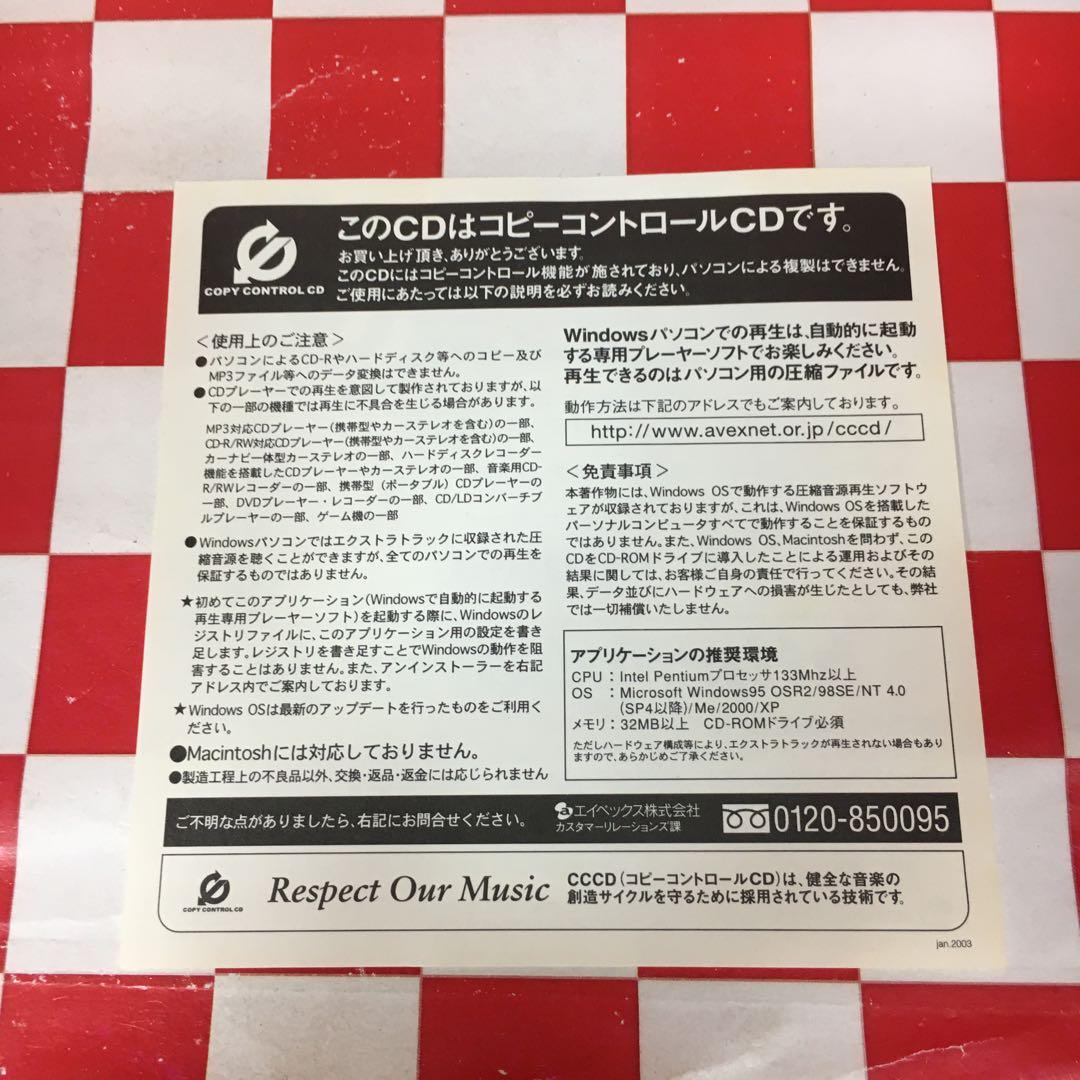 このCDはコピーコントロールCDです。
お買い上げ頂き、ありがとうございます。
このCDにはコピーコントロール機能が施されており、パソコンによる複製はできません。
ご使用にあたっては以下の説明を必ずお読みください。
COPY CONTROL CD
＜使用上のご注意＞
●パソコンによるCD-Rやハードディスク等へのコピー及び
MP3ファイル等へのデータ変換はできません。
●CDプレーヤーでの再生を意図して製作されておりますが、以
下の一部の機種では再生に不具合を生じる場合があります。
MP3対応CDプレーヤー(携帯型やカーステレオを含む)の一部、
CD-R/RW対応CDプレーヤー(携帯型やカーステレオを含む)の一部、
カーナビ一体型カーステレオの一部、ハードディスクレコーダー
機能を搭載したCDプレーヤーやカーステレオの一部、音楽用CD-
R/RWレコーダーの一部、携帯型（ポータブル）CDプレーヤーの
一部、DVDプレーヤー・レコーダーの一部、CD/LDコンバーチブ
ルプレーヤーの一部、ゲーム機の一部
●Windowsパソコンではエクストラトラックに収録された圧
縮音源を聴くことができますが、全てのパソコンでの再生を
保証するものではありません。
★初めてこのアプリケーション(Windowsで自動的に起動する
再生専用プレーヤーソフト)を起動する際に、Windowsのレ
ジストリファイルに、このアプリケーション用の設定を書き
足します。レジストリを書き足すことでWindowsの動作を阻
害することはありません。また、アンインストーラーを右記
アドレス内でご案内しております。
★Windows OSは最新のアップデートを行ったものをご利用く
ださい。
●Macintoshには対応しておりません。
●製造工程上の不良品以外、交換・返品・返金には応じられません
Windowsパソコンでの再生は、自動的に起動
する専用プレーヤーソフトでお楽しみください。
再生できるのはパソコン用の圧縮ファイルです。
動作方法は下記のアドレスでもご案内しております。
http://www.avexnet.or.jp/cccd/
＜免責事項＞
本著作物には、Windows OSで動作する圧縮音源再生ソフトウ
ェアが収録されておりますが、これは、Windows OSを搭載した
パーソナルコンピュータすべてで動作することを保証するもの
ではありません。また、Windows OS、Macintoshを問わず、この
CDをCD-ROMドライブに導入したことによる運用およびその
結果に関しては、お客様ご自身の責任で行ってください。その結
果、データ並びにハードウェアへの損害が生じたとしても、弊社
では一切補償いたしません。
アプリケーションの推奨環境
CPU：Intel Pentiumプロセッサ133Mhz以上
OS ：Microsoft Windows95 OSR2/98SE/NT 4.0
(SP4以降)/Me/2000/XP
メモリ：32MB以上 CD-ROMドライブ必須
ただしハードウェア構成等により、エクストラトラックが再生されない場合もあり
ますので、あらかじめご了承ください。
ご不明な点がありましたら、右記にお問合せください。
a エイベックス株式会社
カスタマーリレーションズ課
0120-850095
COPY CONTROL CD
Respect Our Music
CCCD(コピーコントロールCD)は、健全な音楽の
創造サイクルを守るために採用されている技術です。
jan.2003